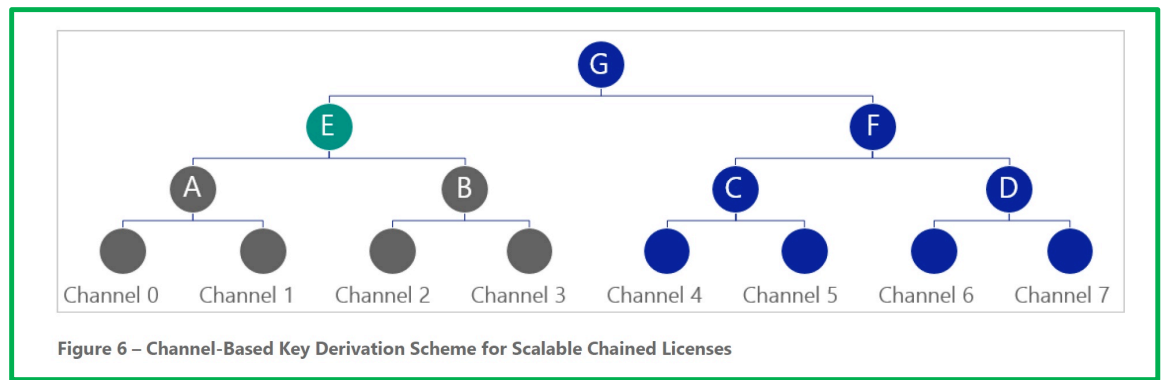 G
E F
A B C D
Channel 0 Channel 1 Channel 2 Channel 3 Channel 4 Channel 5 Channel 6 Channel 7
Figure 6 – Channel-Based Key Derivation Scheme for Scalable Chained Licenses